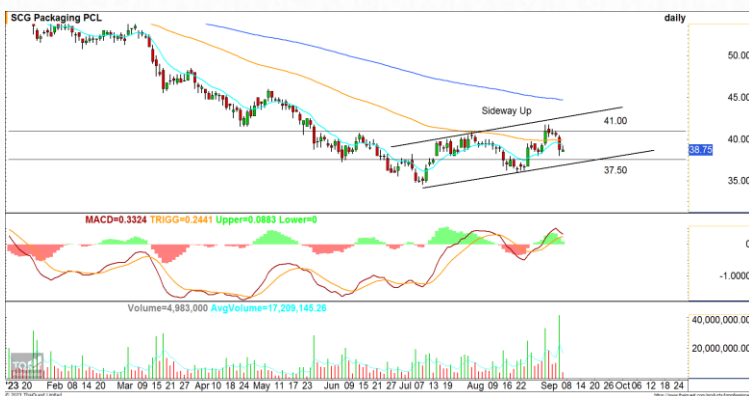 SCG Packaging PCL daily
50.00
Sideway Up
45.00
41.00
40.00
38.75
37.50
35.00
MACD=0.3324 TRIGG=0.2441 Upper=0.0883 Lower=0
0
-1.0000
Volume=4,983,000 AvgVolume=17,209,145.26
40,000,000.00
20,000,000.00
'23 20 Feb 08 14 20 Mar 09 15 21 Apr 10 18 24 May 11 17 23 Jun 09 15 21 27 Jul 07 13 19 Aug 09 16 22 Sep 08 14 20 26 Oct 06 12 18 24